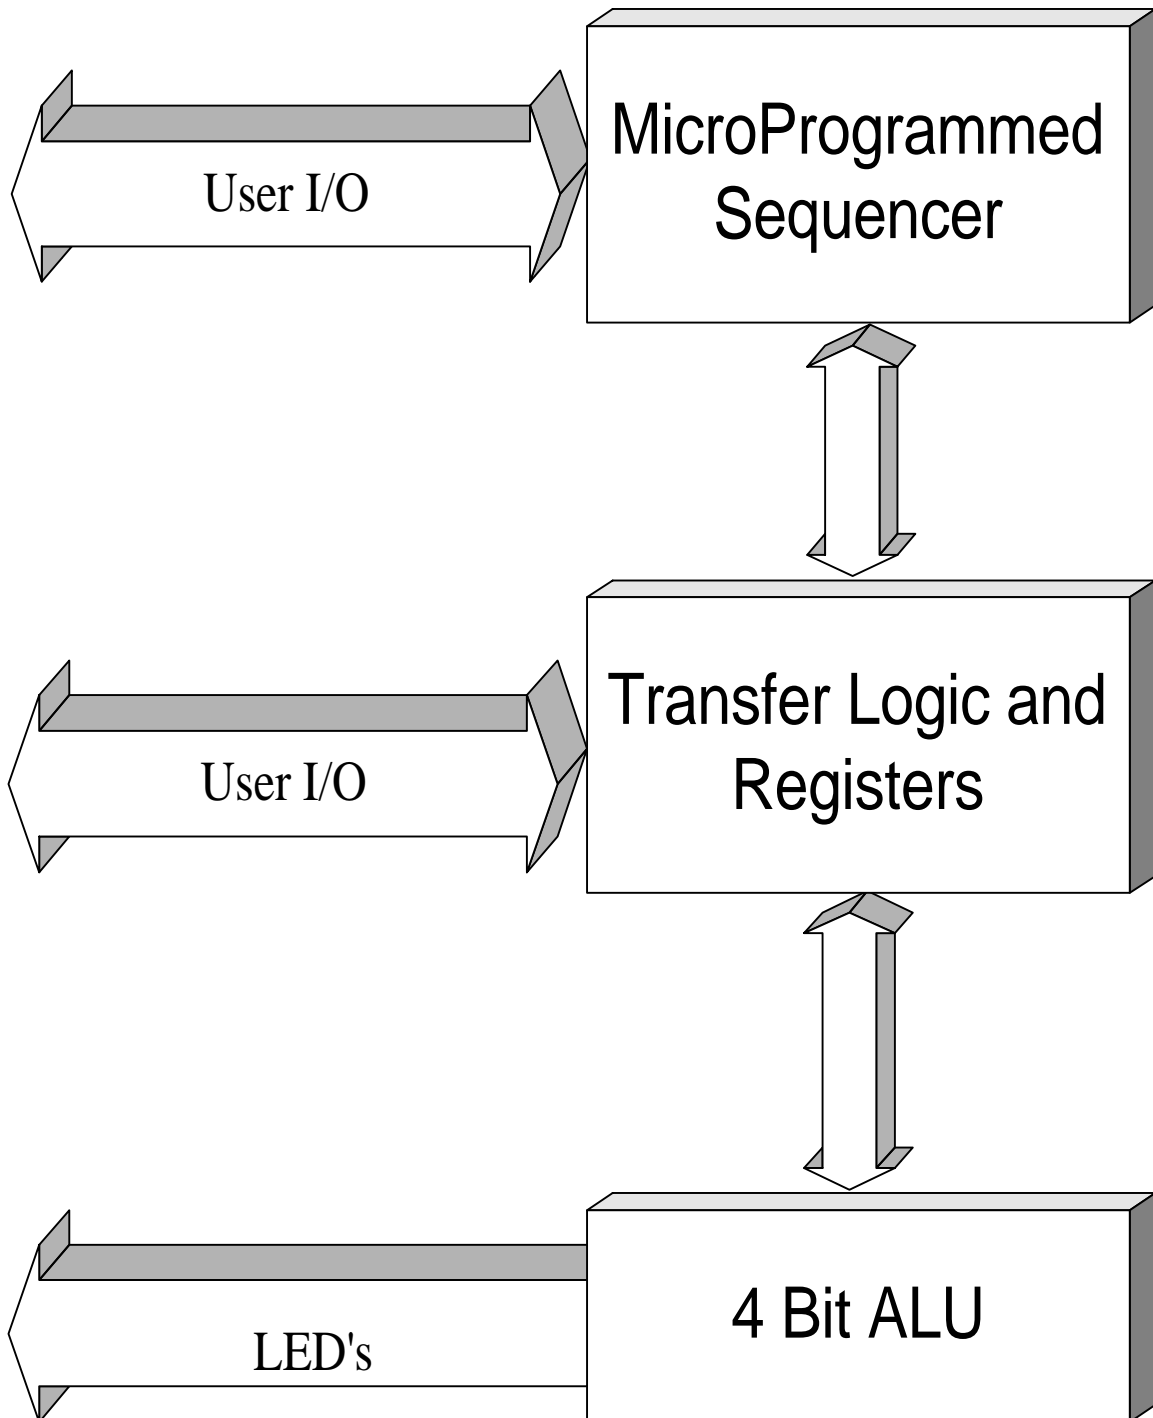 MicroProgrammed
Sequencer
User I/O
Transfer Logic and
Registers
User I/O
4 Bit ALU
LED's